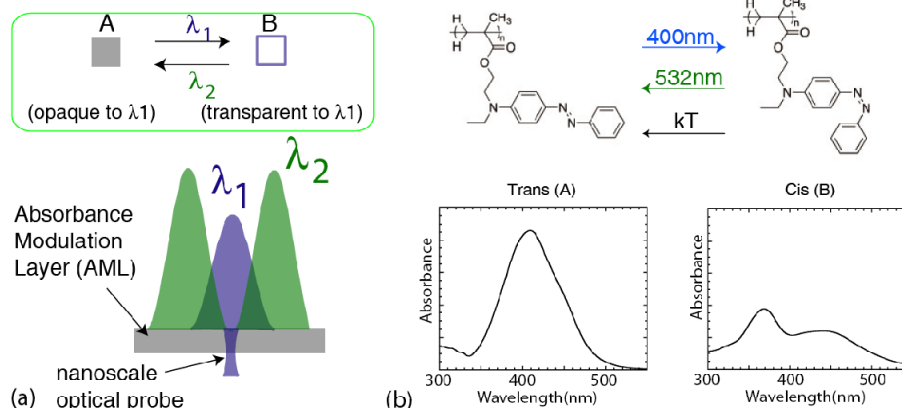 A
λ1
B
λ2
(opaque to λ1)
(transparent to λ1)
λ2
λ1
Absorbance
Modulation
Layer (AML)
nanoscale
optical probe
(a)
H
CH3
C
C
n
H
O
O
N
N
N
400nm
532nm
kT
H
CH3
C
C
n
H
O
O
N
N
N
Trans (A)
Absorbance
300 400 500
Wavelength(nm)
Cis (B)
Absorbance
300 400 500
Wavelength(nm)
(b)